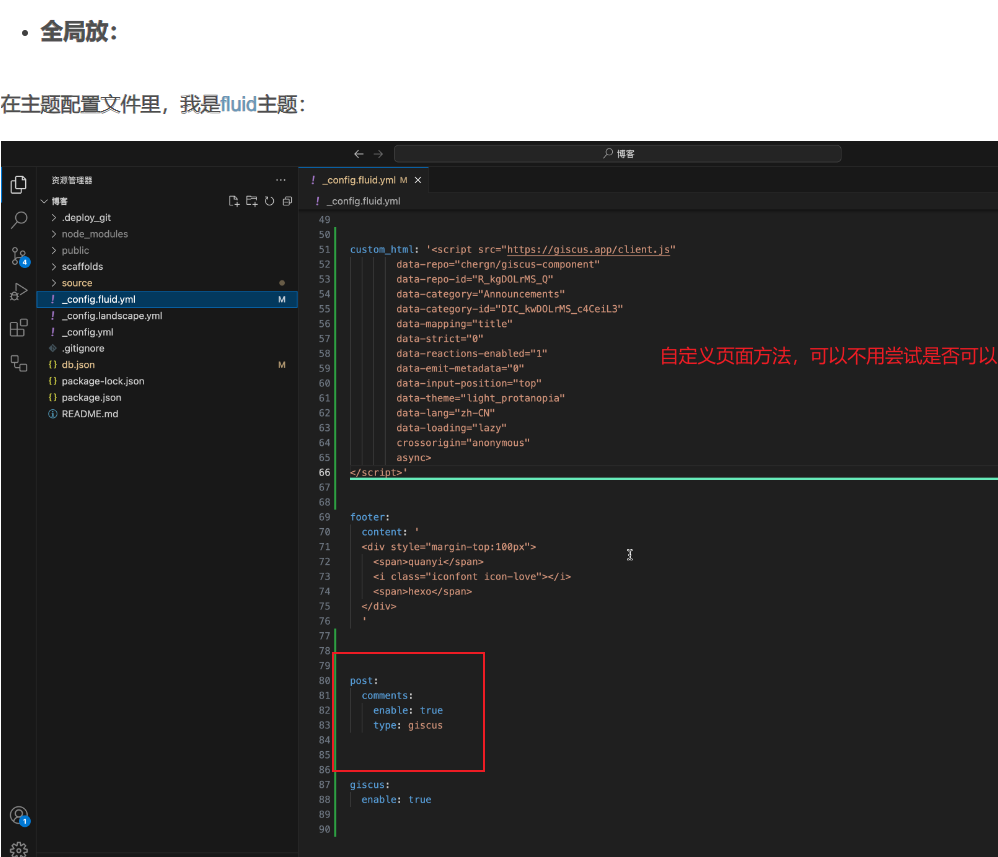 • 全局放：
在主题配置文件里，我是fluid主题：
← → 博客
资源管理器 ···
! _config.fluid.yml M ×
博客
! _config.fluid.yml
.deploy_git
node_modules
public
scaffolds
source
! _config.fluid.yml M
! _config.landscape.yml
! _config.yml
.gitignore
{} db.json M
{} package-lock.json
{} package.json
README.md
4
1
49
50
51 custom_html: '<script src="https://giscus.app/client.js"
52 data-repo="chergn/giscus-component"
53 data-repo-id="R_kgDOLrMS_Q"
54 data-category="Announcements"
55 data-category-id="DIC_kwDOLrMS_c4CeiL3"
56 data-mapping="title"
57 data-strict="0"
58 data-reactions-enabled="1"
59 data-emit-metadata="0"
60 data-input-position="top"
61 data-theme="light_protanopia"
62 data-lang="zh-CN"
63 data-loading="lazy"
64 crossorigin="anonymous"
65 async>
66 </script>'
67
68
69 footer:
70 content: '
71 <div style="margin-top:100px">
72 <span>quanyi</span>
73 <i class="iconfont icon-love"></i>
74 <span>hexo</span>
75 </div>
76 '
77
78
79
80 post:
81 comments:
82 enable: true
83 type: giscus
84
85
86
87 giscus:
88 enable: true
89
90
自定义页面方法，可以不用尝试是否可以